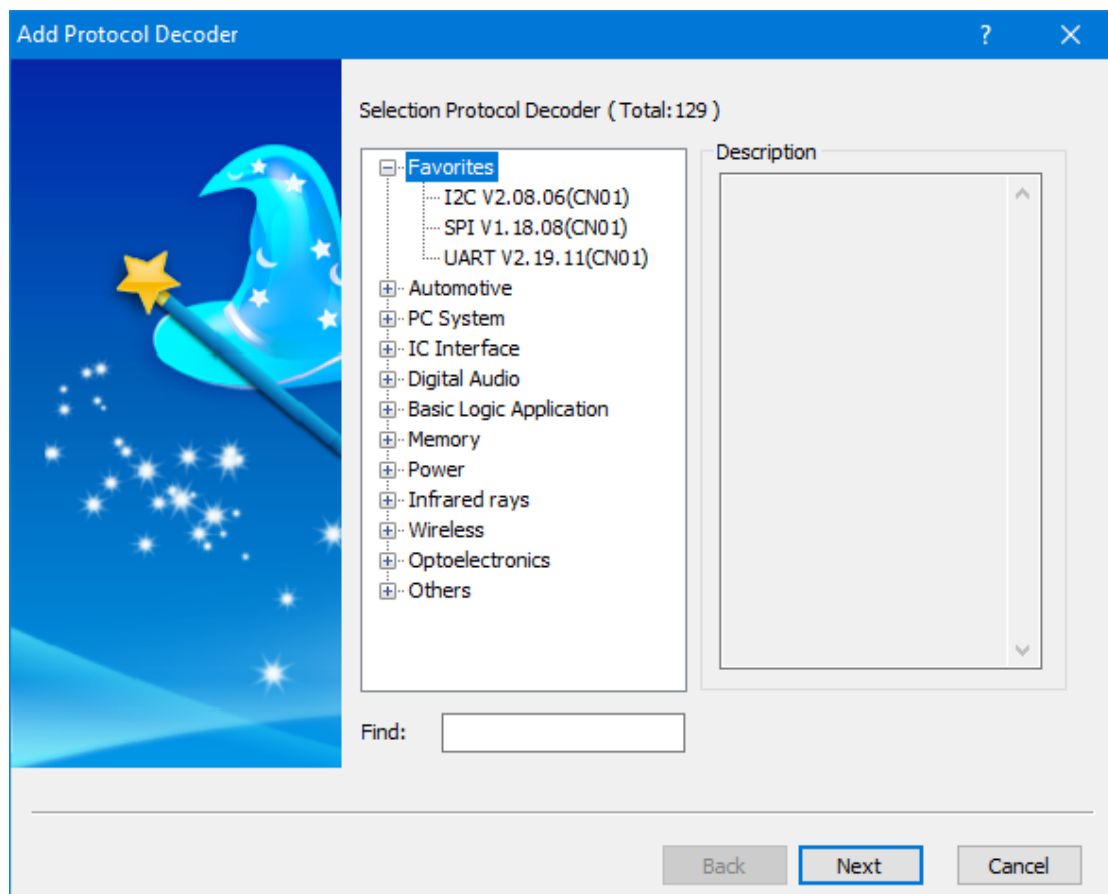 Add Protocol Decoder
Selection Protocol Decoder ( Total:129 )
Favorites
I2C V2.08.06(CN01)
SPI V1.18.08(CN01)
UART V2.19.11(CN01)
Automotive
PC System
IC Interface
Digital Audio
Basic Logic Application
Memory
Power
Infrared rays
Wireless
Optoelectronics
Others
Description
Find:
Back
Next
Cancel